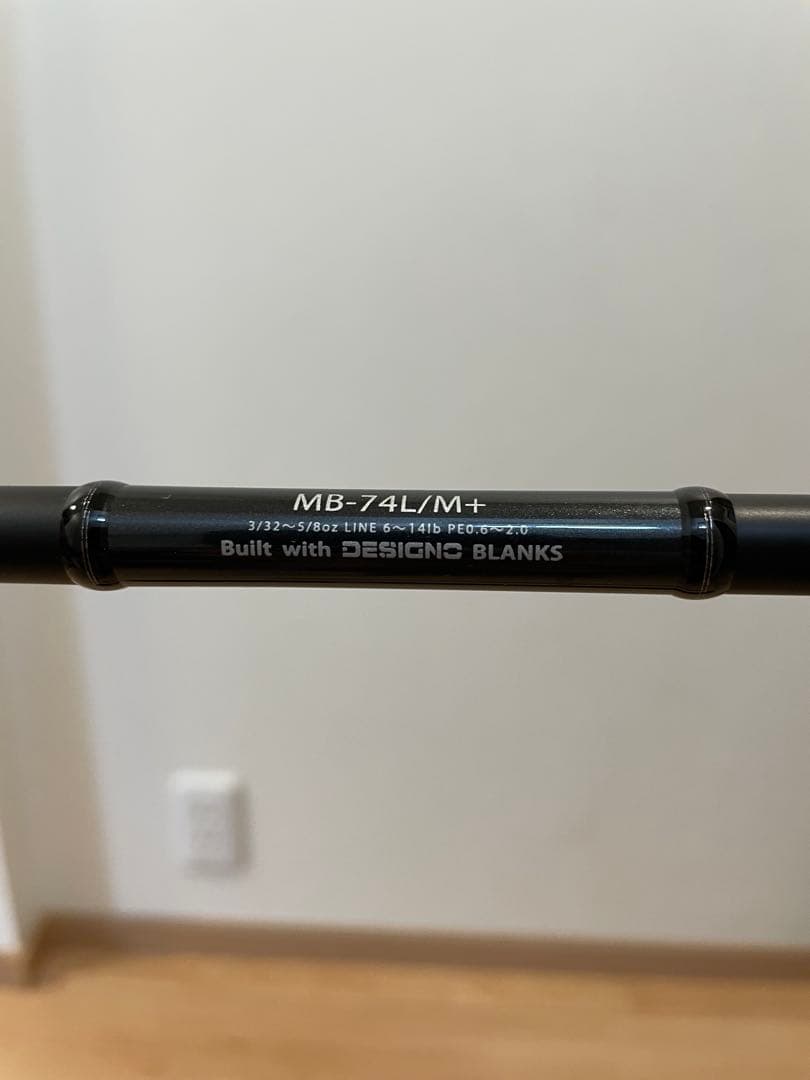 MB-74L/M+
3/32〜5/8oz LINE 6〜14lb PE0.6〜2.0
Built with DESIGNO BLANKS